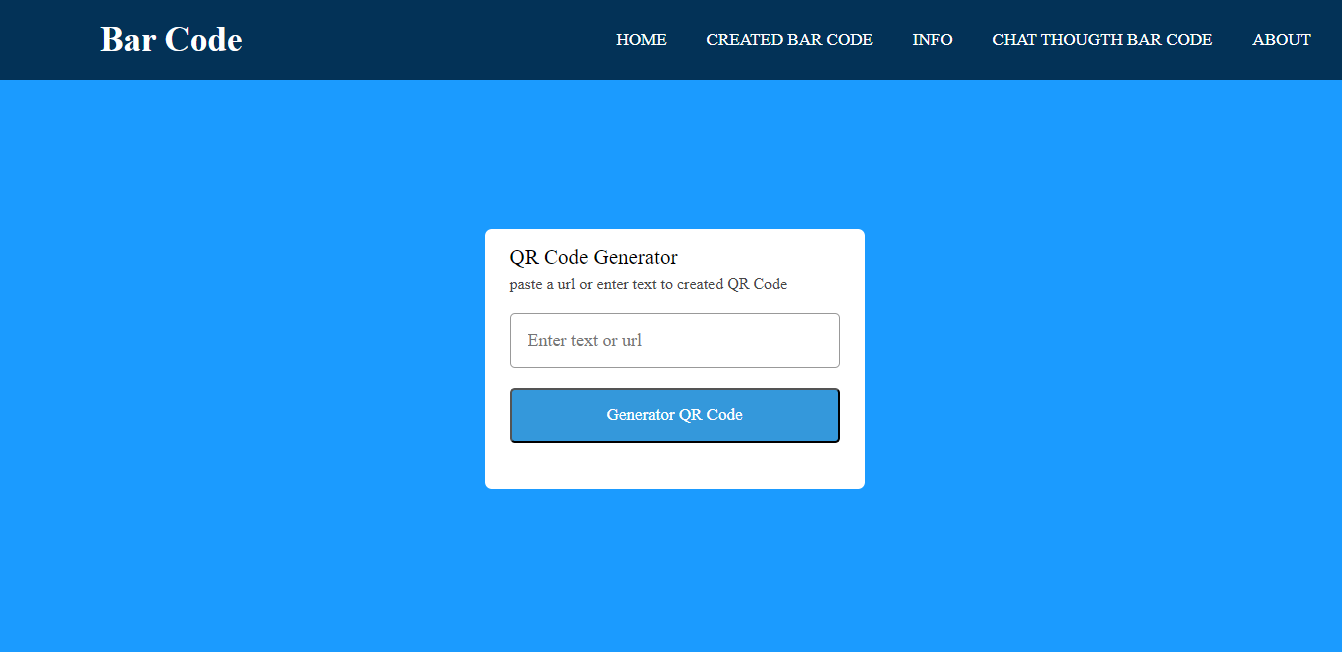 Bar Code
HOME CREATED BAR CODE INFO CHAT THOUGTH BAR CODE ABOUT
QR Code Generator
paste a url or enter text to created QR Code
Enter text or url
Generator QR Code